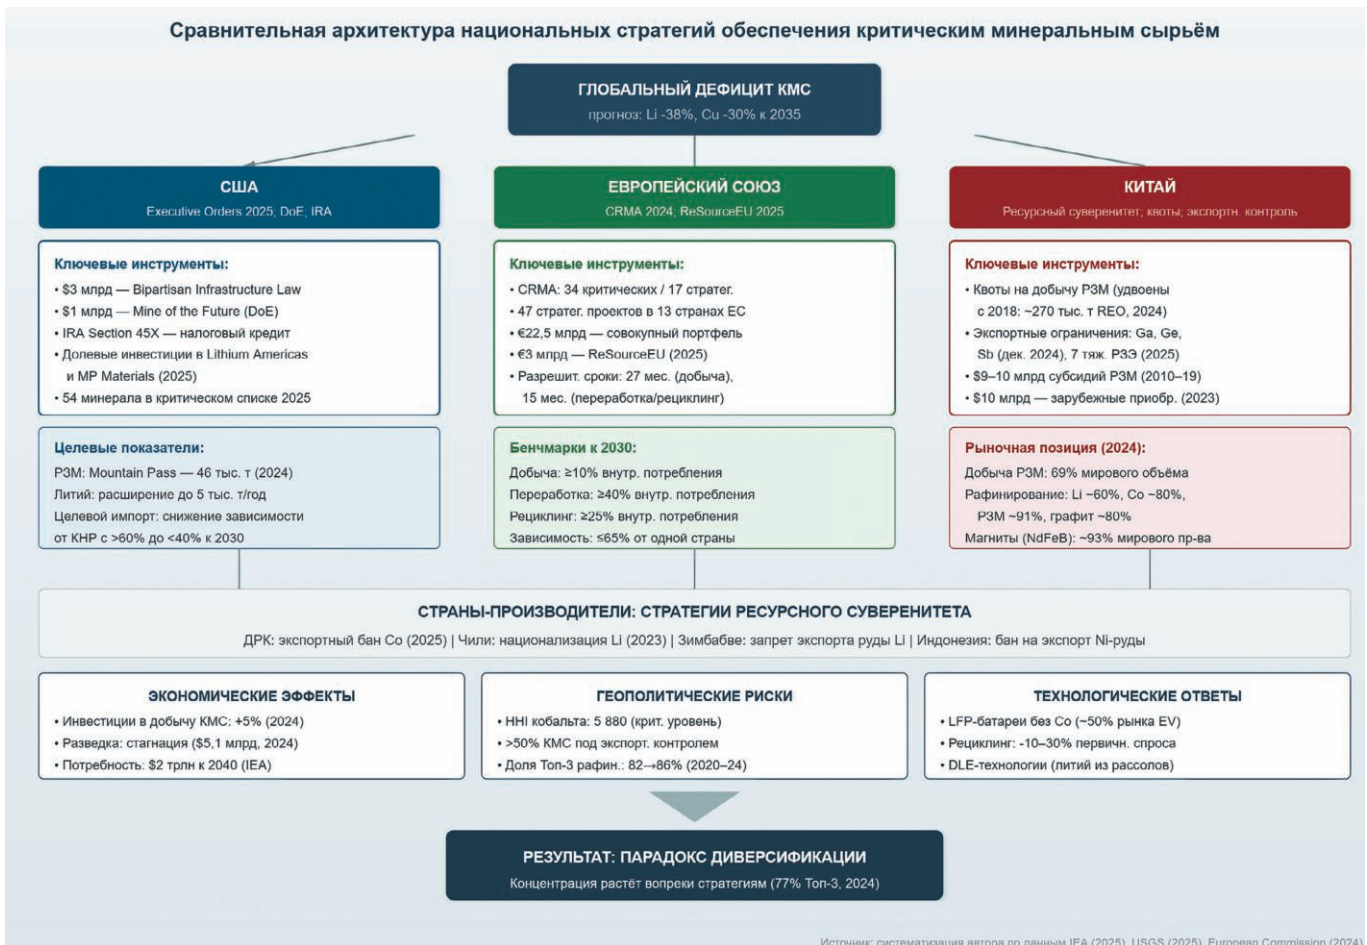 Сравнительная архитектура национальных стратегий обеспечения критическим минеральным сырьём
ГЛОБАЛЬНЫЙ ДЕФИЦИТ КМС
прогноз: Li -38%, Cu -30% к 2035
США
Executive Orders 2025; DoE, IRA
Ключевые инструменты:
• $3 млрд — Bipartisan Infrastructure Law
• $1 млрд — Mine of the Future (DoE)
• IRA Section 45X — налоговый кредит
• Долевые инвестиции в Lithium Americas
и MP Materials (2025)
• 54 минерала в критическом списке 2025
Целевые показатели:
РЗМ: Mountain Pass — 46 тыс. т (2024)
Литий: расширение до 5 тыс. т/год
Целевой импорт: снижение зависимости
от КНР с >60% до <40% к 2030
ЕВРОПЕЙСКИЙ СОЮЗ
CRMA 2024; ReSourceEU 2025
Ключевые инструменты:
• CRMA: 34 критических / 17 стратег.
• 47 стратег. проектов в 13 странах ЕС
• €22,5 млрд — совокупный портфель
• €3 млрд — ReSourceEU (2025)
• Разрешит. сроки: 27 мес. (добыча),
15 мес. (переработка/рециклинг)
Бенчмарки к 2030:
Добыча: ≥10% внутр. потребления
Переработка: ≥40% внутр. потребления
Рециклинг: ≥25% внутр. потребления
Зависимость: ≤65% от одной страны
КИТАЙ
Ресурсный суверенитет; квоты; экспортн. контроль
Ключевые инструменты:
• Квоты на добычу РЗМ (удвоены
с 2018: ~270 тыс. т REO, 2024)
• Экспортные ограничения: Ga, Ge,
Sb (дек. 2024), 7 тяж. РЗЭ (2025)
• $9–10 млрд субсидий РЗМ (2010–19)
• $10 млрд — зарубежные приобр. (2023)
Рыночная позиция (2024):
Добыча РЗМ: 69% мирового объёма
Рафинирование: Li ~60%, Co ~80%,
РЗМ ~91%, графит ~80%
Магниты (NdFeB): ~93% мирового пр-ва
СТРАНЫ-ПРОИЗВОДИТЕЛИ: СТРАТЕГИИ РЕСУРСНОГО СУВЕРЕНИТЕТА
ДРК: экспортный бан Co (2025) | Чили: национализация Li (2023) | Зимбабве: запрет экспорта руды Li | Индонезия: бан на экспорт Ni-руды
ЭКОНОМИЧЕСКИЕ ЭФФЕКТЫ
• Инвестиции в добычу КМС: +5% (2024)
• Разведка: стагнация ($5,1 млрд, 2024)
• Потребность: $2 трлн к 2040 (IEA)
ГЕОПОЛИТИЧЕСКИЕ РИСКИ
• HHI кобальта: 5 880 (крит. уровень)
• >50% КМС под экспорт. контролем
• Доля Топ-3 рафин.: 82→86% (2020–24)
ТЕХНОЛОГИЧЕСКИЕ ОТВЕТЫ
• LFP-батареи без Co (~50% рынка EV)
• Рециклинг: -10–30% первичн. спроса
• DLE-технологии (литий из рассолов)
РЕЗУЛЬТАТ: ПАРАДОКС ДИВЕРСИФИКАЦИИ
Концентрация растёт вопреки стратегиям (77% Топ-3, 2024)
Источник: систематизация автора по данным IEA (2025), USGS (2025), European Commission (2024)